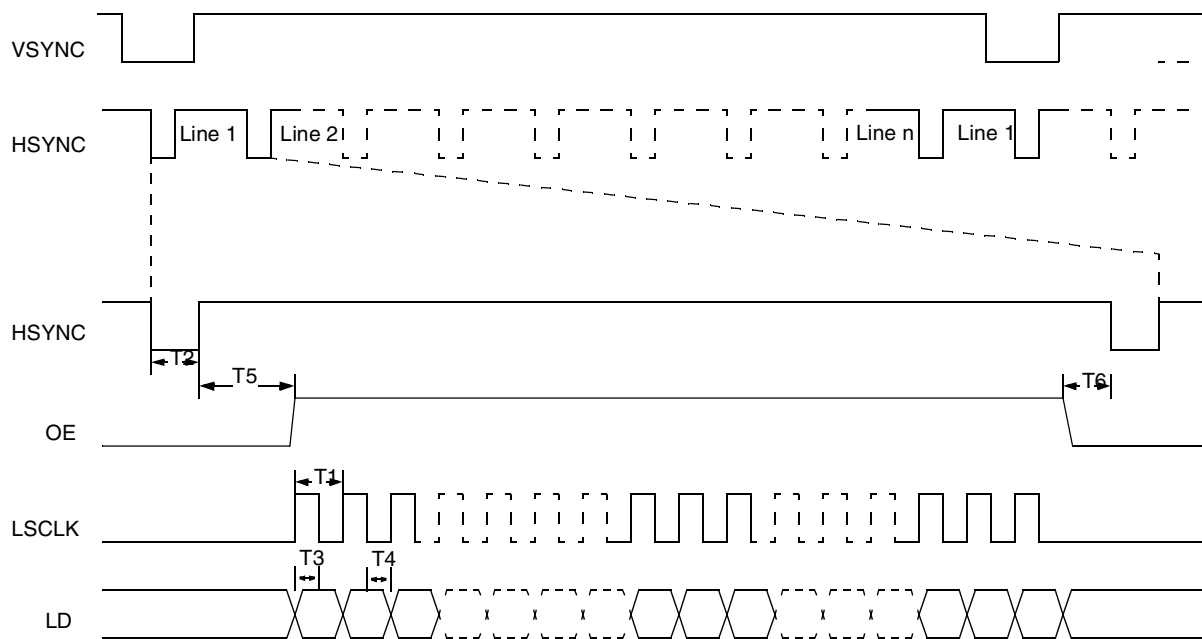 VSYNC
HSYNC
Line 1
Line 2
Line n
Line 1
HSYNC
T2
T5
T6
OE
T1
LSCLK
T3
T4
LD